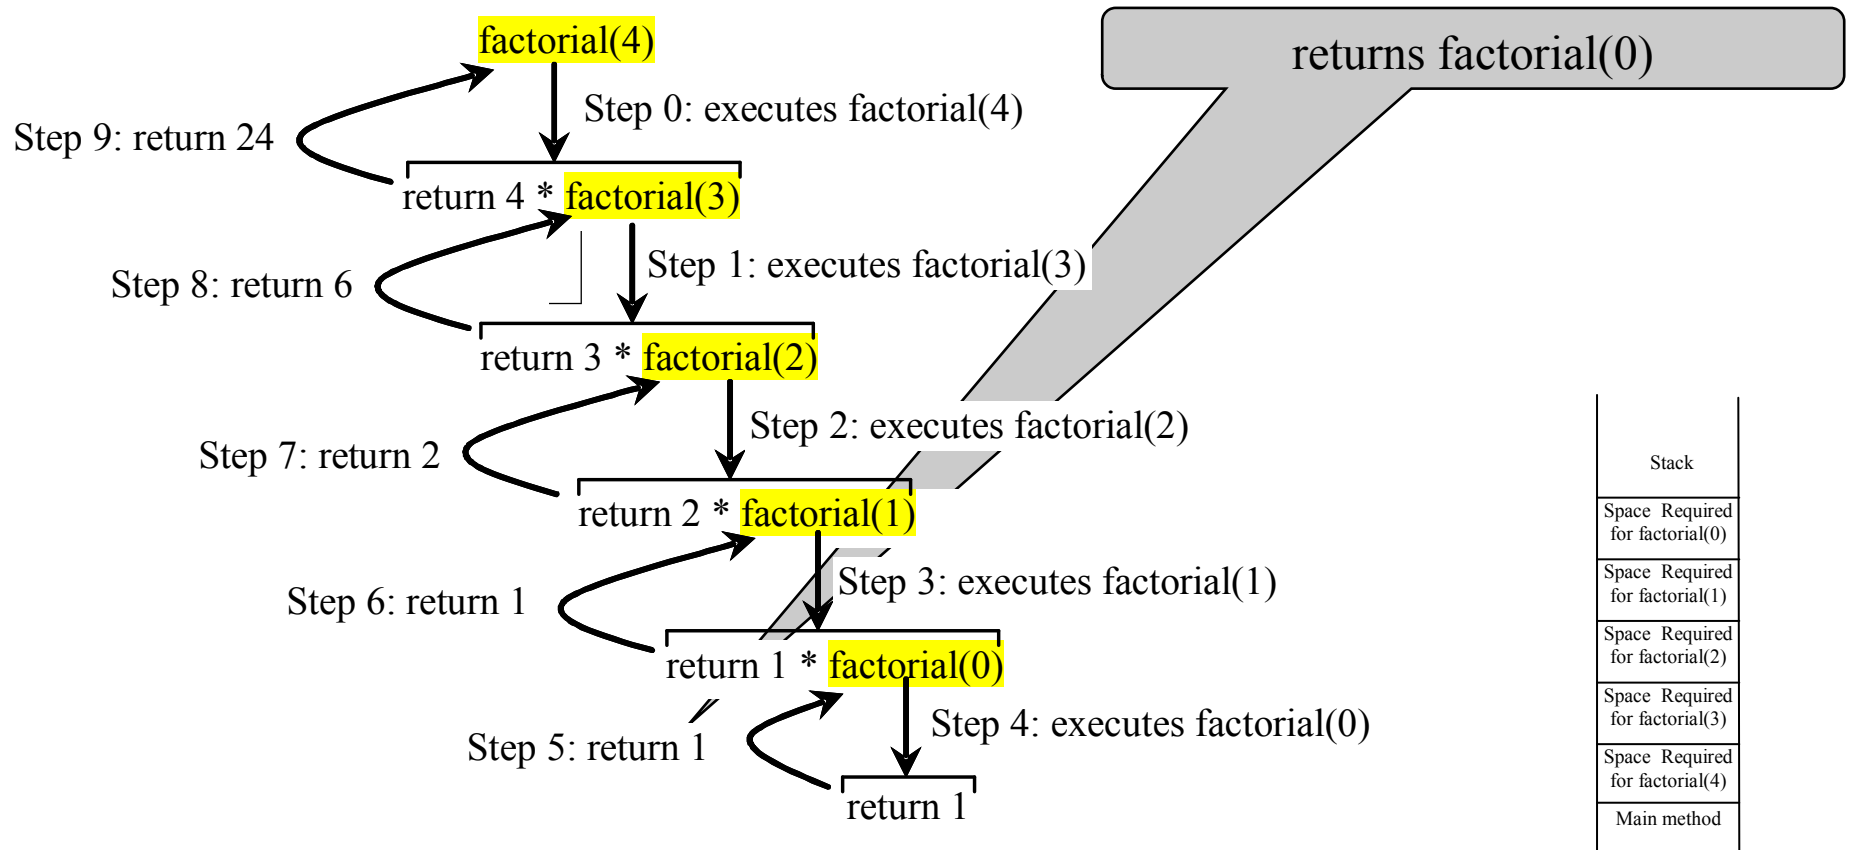 factorial(4)
returns factorial(0)
Step 0: executes factorial(4)
Step 9: return 24
return 4 * factorial(3)
Step 1: executes factorial(3)
Step 8: return 6
return 3 * factorial(2)
Step 2: executes factorial(2)
Step 7: return 2
return 2 * factorial(1)
Step 3: executes factorial(1)
Step 6: return 1
return 1 * factorial(0)
Step 4: executes factorial(0)
Step 5: return 1
return 1
Stack
Space Required
for factorial(0)
Space Required
for factorial(1)
Space Required
for factorial(2)
Space Required
for factorial(3)
Space Required
for factorial(4)
Main method